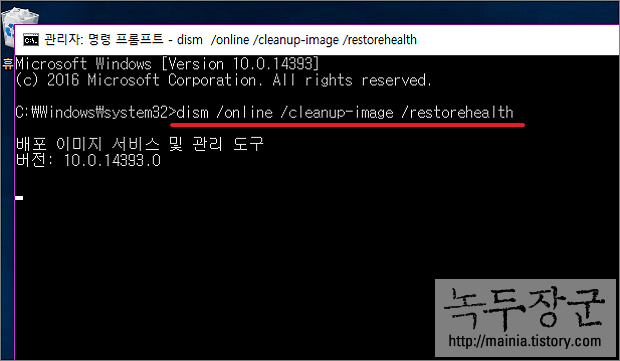 휴
관리자: 명령 프롬프트 - dism  /online /cleanup-image /restorehealth
Microsoft Windows [Version 10.0.14393]
(c) 2016 Microsoft Corporation. All rights reserved.
C:₩Windows₩system32>dism /online /cleanup-image /restorehealth
배포 이미지 서비스 및 관리 도구
버전: 10.0.14393.0
녹두장군
http://mainia.tistory.com